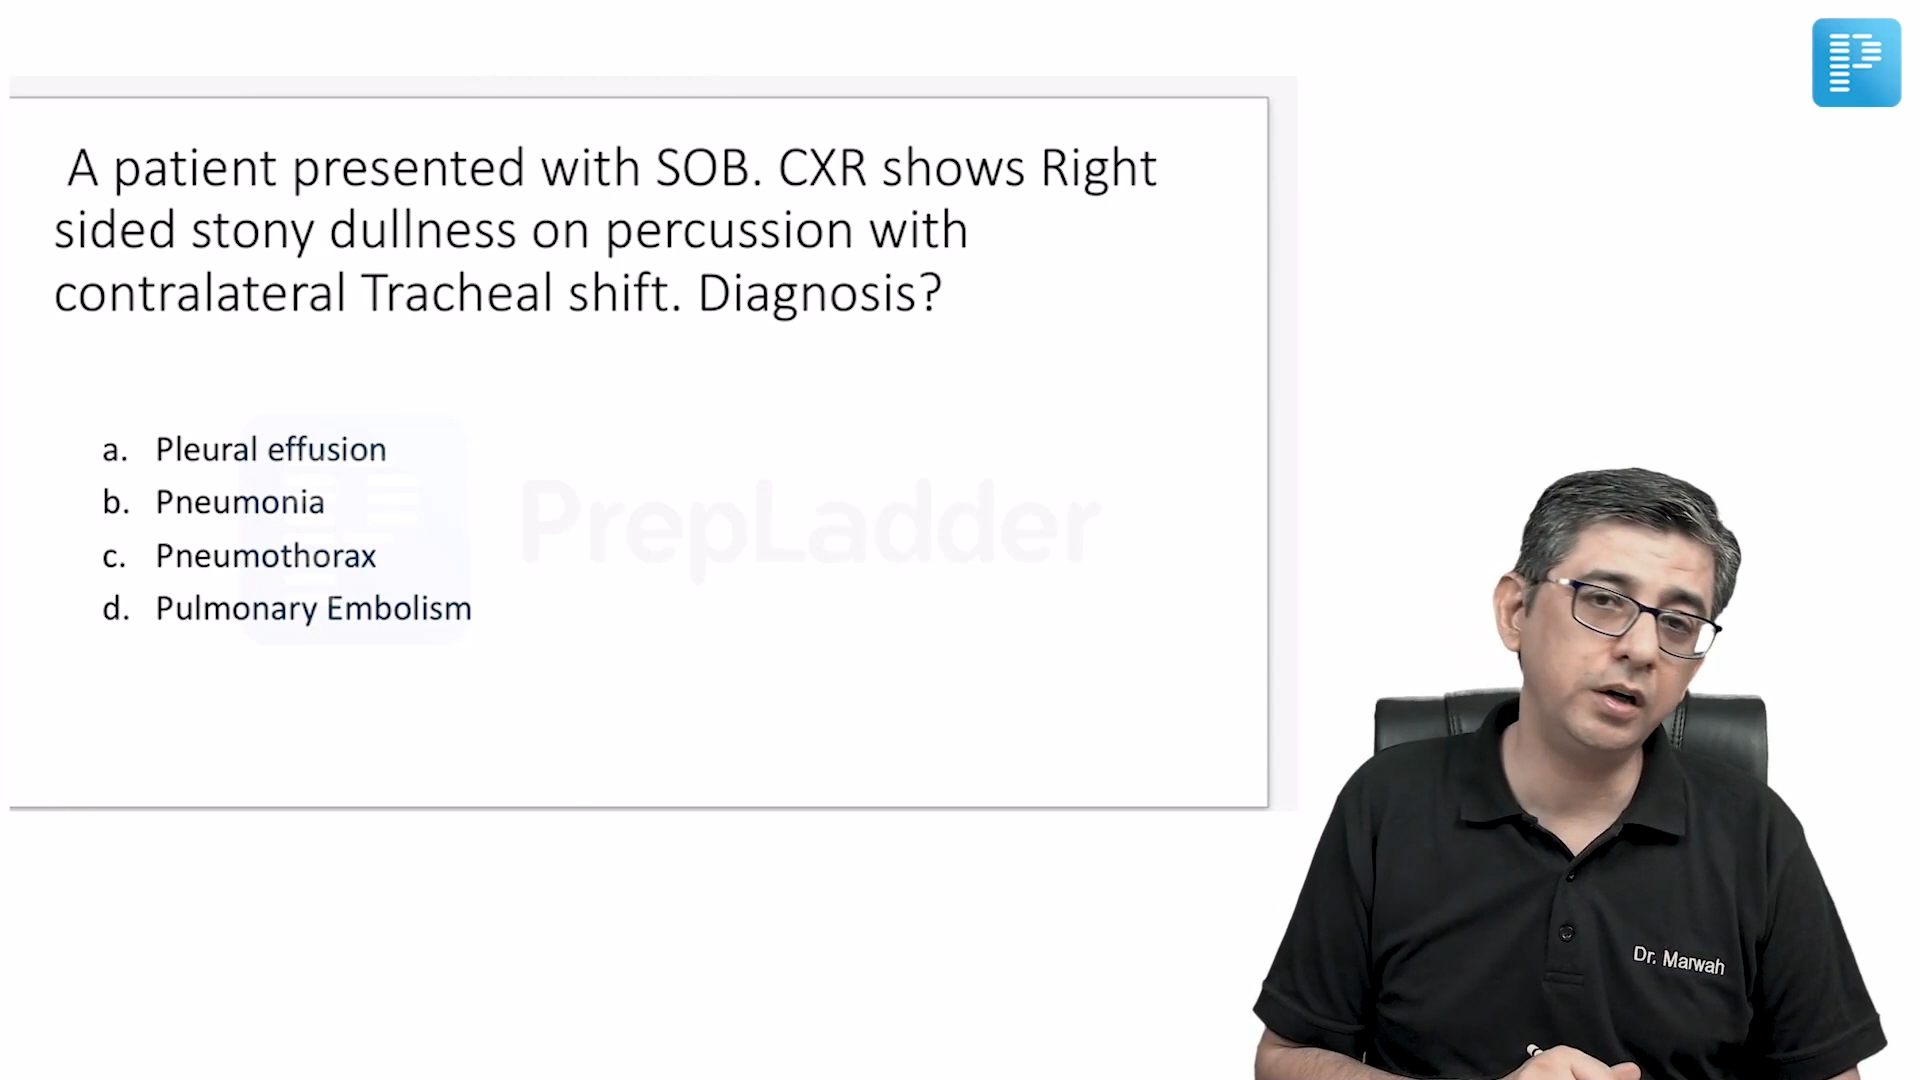 A patient presented with SOB. CXR shows Right
sided stony dullness on percussion with
contralateral Tracheal shift. Diagnosis?
a. Pleural effusion
b. Pneumonia
c. Pneumothorax
d. Pulmonary Embolism
PrepLadder
Dr. Marwah